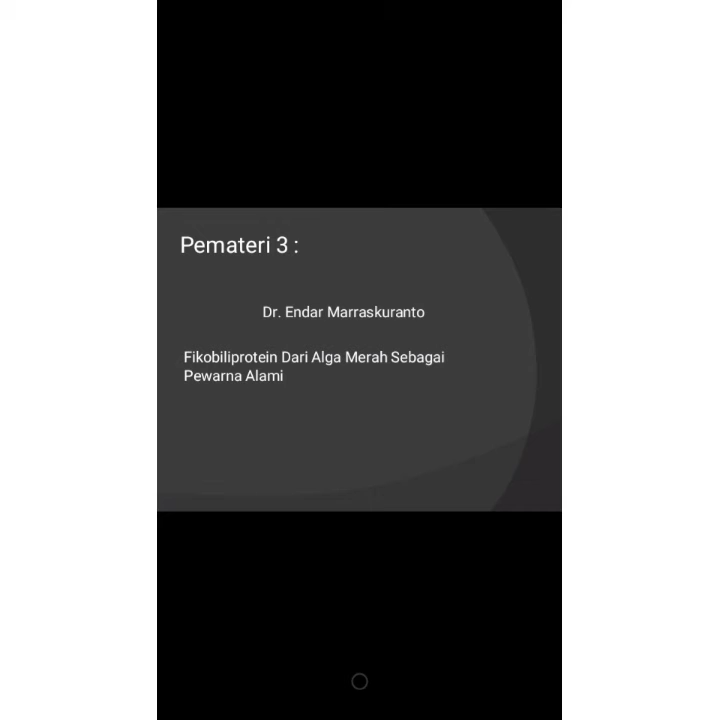 Pemateri 3 :
Dr. Endar Marraskuranto
Fikobiliprotein Dari Alga Merah Sebagai
Pewarna Alami